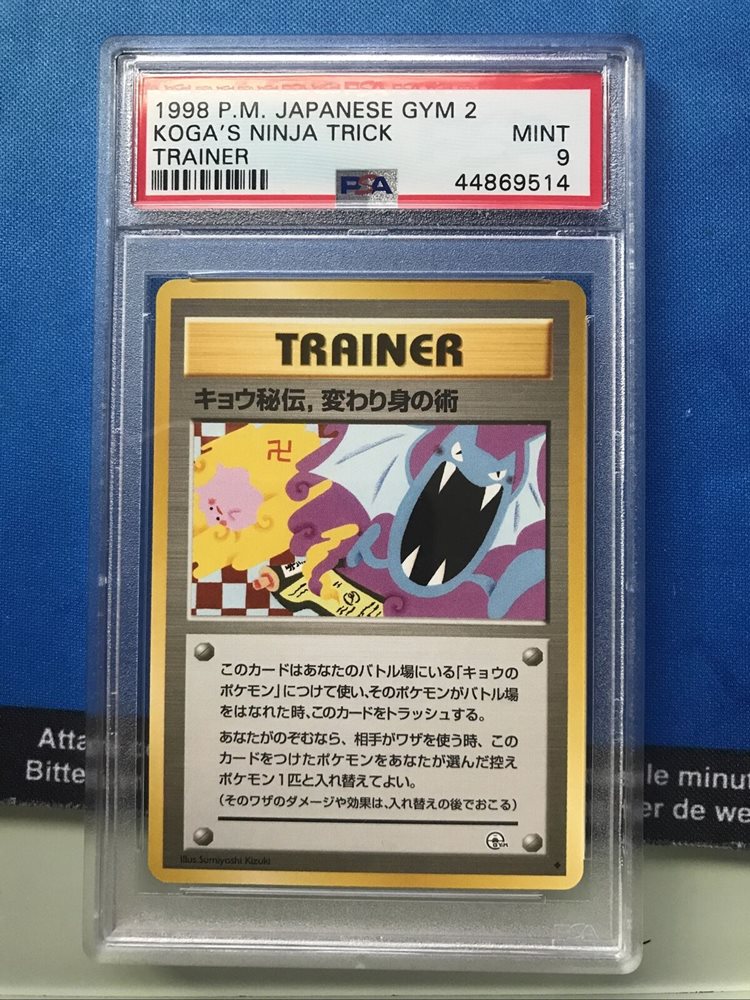 1998 P.M. JAPANESE GYM 2
KOGA'S NINJA TRICK MINT
TRAINER 9
PSA 44869514
TRAINER
キョウ秘伝, 変わり身の術
卍
このカードはあなたのバトル場にいる「キョウの
ポケモン」につけて使い、そのポケモンがバトル場
をはなれた時、このカードをトラッシュする。
あなたがのぞむなら、相手がワザを使う時、この
カードをつけたポケモンをあなたが選んだ控え
ポケモン1匹と入れ替えてよい。
(そのワザのダメージや効果は、入れ替えの後でおこる)
GYM
Illus. Sumiyoshi Kizuki
Bitte
le minut
er de we
PSA